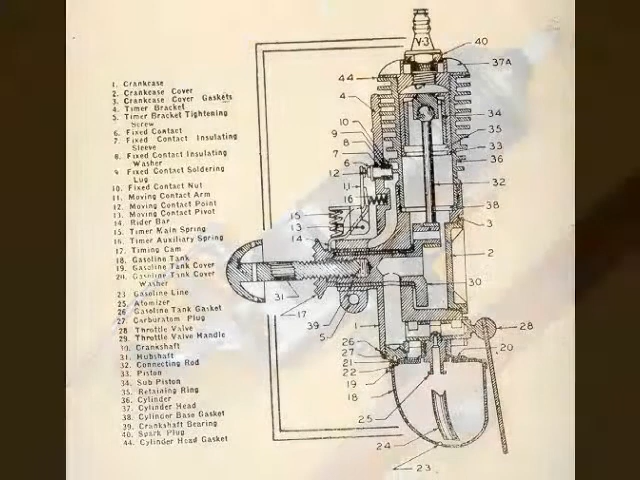 1. Crankcase
2. Crankcase Cover
3. Crankcase Cover Gaskets
4. Timer Bracket
5. Timer Bracket Tightening
Screw
6. Fixed Contact
7. Fixed Contact Insulating
Sleeve
8. Fixed Contact Insulating
Washer
9. Fixed Contact Soldering
Lug
10. Fixed Contact Nut
11. Moving Contact Arm
12. Moving Contact Point
13. Moving Contact Pivot
14. Rider Bar
15. Timer Main Spring
16. Timer Auxiliary Spring
17. Timing Cam
18. Gasoline Tank
19. Gasoline Tank Cover
20. Gasoline Tank Cover
Washer
23. Gasoline Line
25. Atomizer
26. Gasoline Tank Gasket
27. Carburetor Plug
28. Throttle Valve
29. Throttle Valve Handle
30. Crankshaft
31. Hubshaft
32. Connecting Rod
33. Piston
34. Sub Piston
35. Retaining Ring
36. Cylinder
37. Cylinder Head
38. Cylinder Base Gasket
39. Crankshaft Bearing
40. Spark Plug
44. Cylinder Head Gasket
V-3
40
37A
44
4
34
10
35
9
33
8
36
7
6
12
32
11
16
38
15
3
13
14
2
30
31
17
39
5
1
28
26
27
21
22
20
19
18
25
24
23